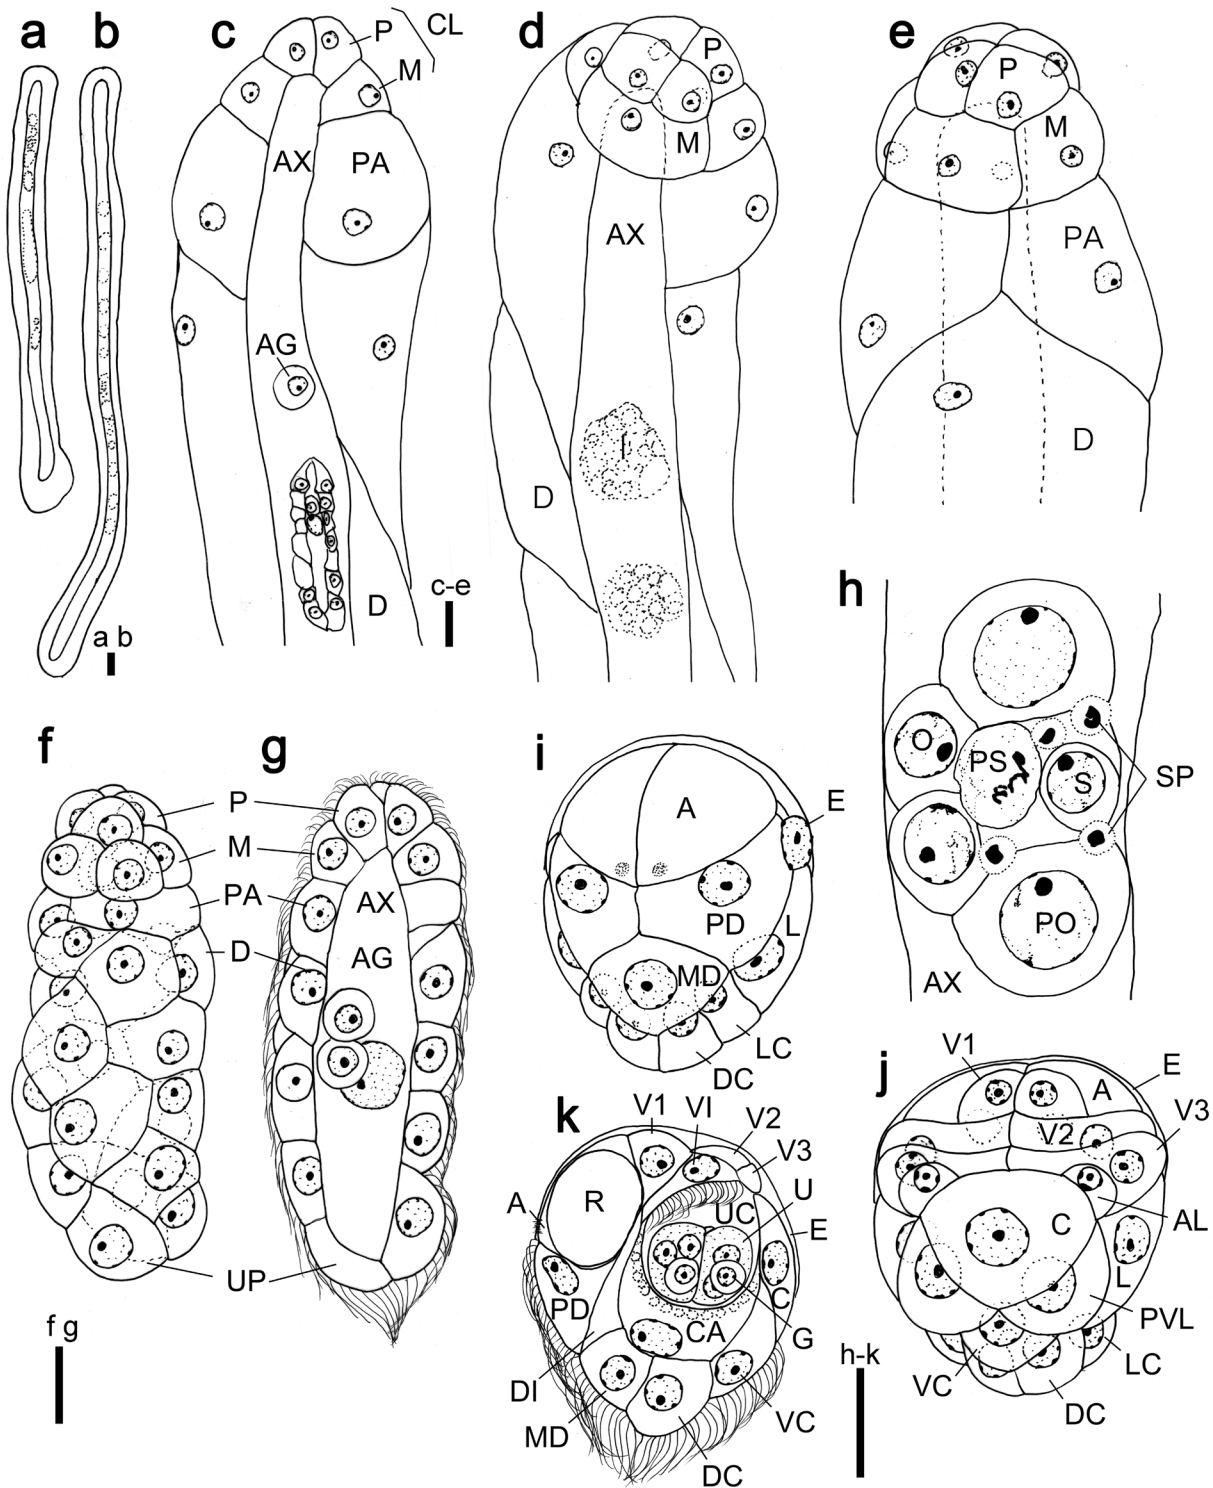 a
b
c
P
CL
M
AX
PA
AG
D
a b
c-e
d
P
M
AX
I
D
e
P
M
PA
D
h
O
PS
S
SP
PO
AX
f
g
P
M
PA
D
AX
AG
UP
f g
i
A
E
PD
L
MD
LC
DC
j
V1
E
A
V3
V2
C
AL
L
PVL
VC
LC
DC
k
V1
VI
V2
V3
U
A
R
UC
E
PD
C
CA
G
DI
MD
VC
DC
h-k